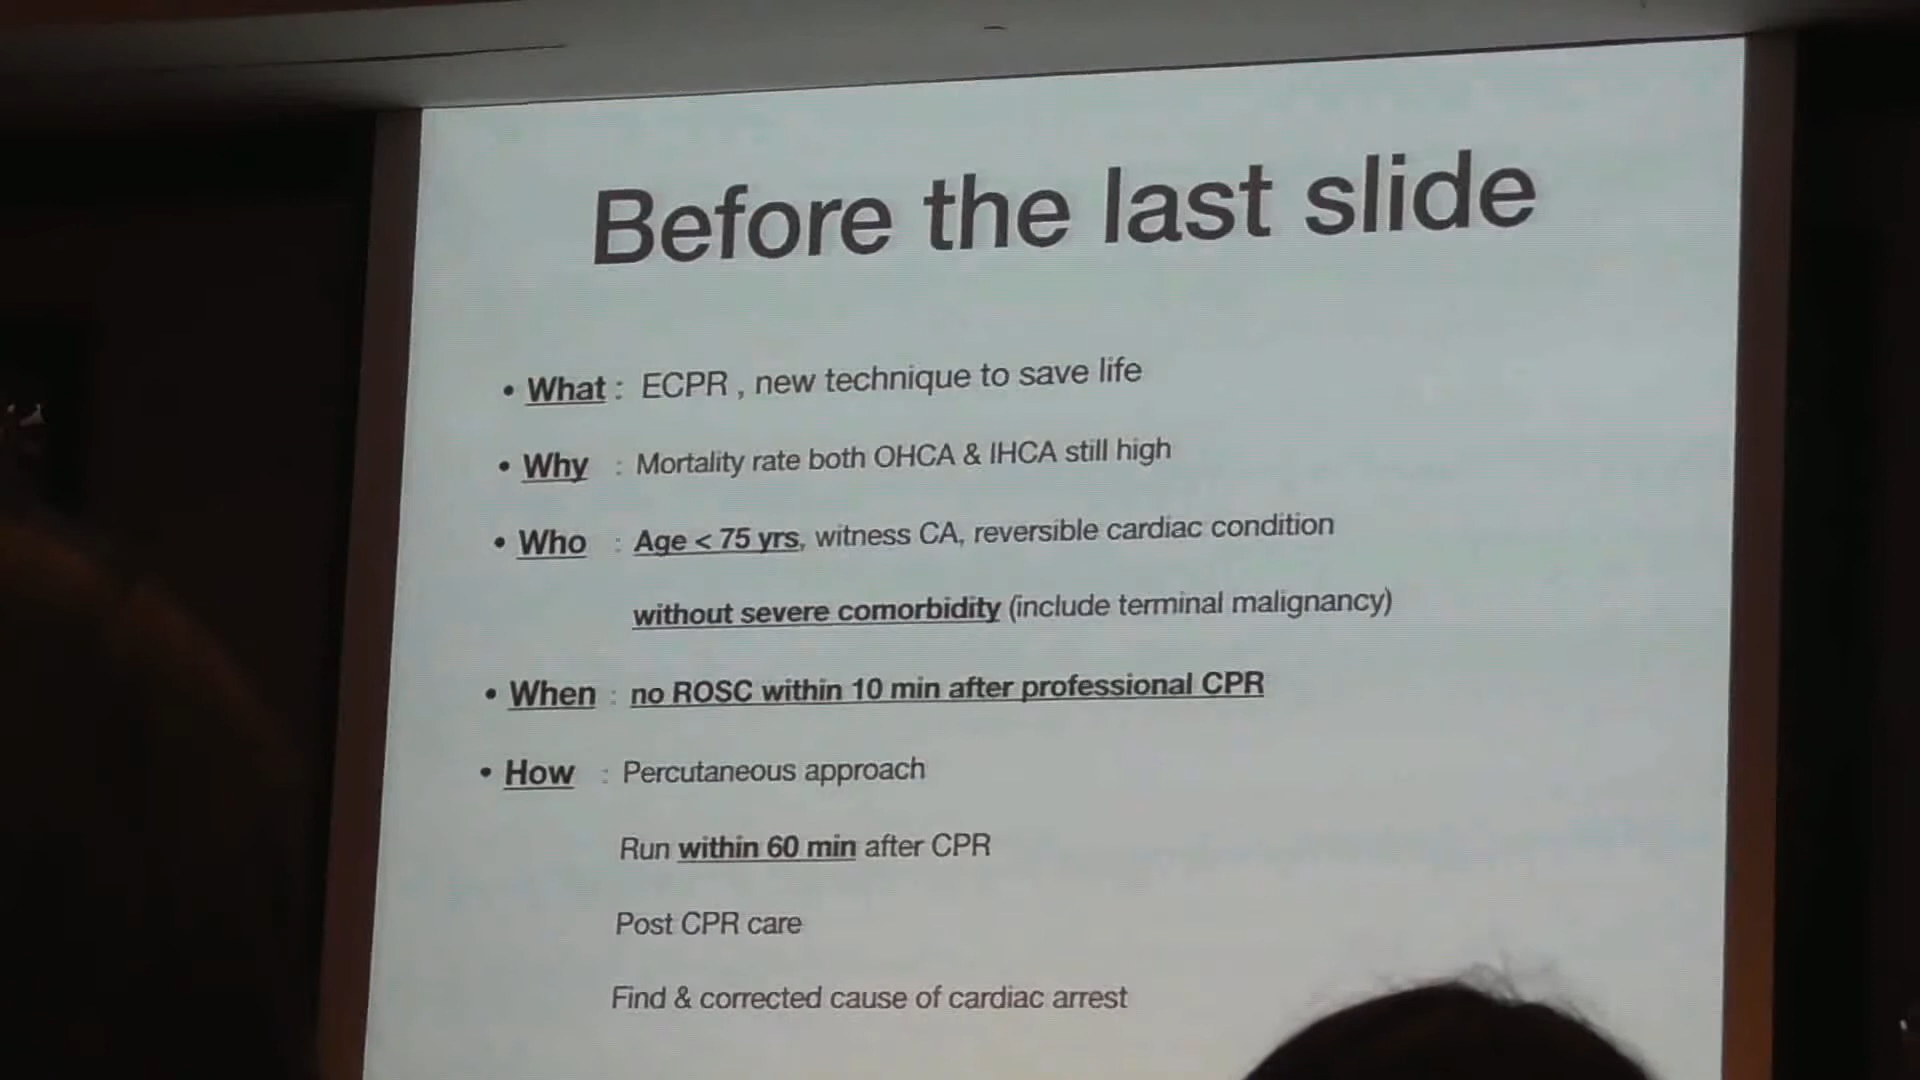 Before the last slide
• What : ECPR , new technique to save life
• Why : Mortality rate both OHCA & IHCA still high
• Who : Age < 75 yrs, witness CA, reversible cardiac condition
without severe comorbidity (include terminal malignancy)
• When : no ROSC within 10 min after professional CPR
• How : Percutaneous approach
Run within 60 min after CPR
Post CPR care
Find & corrected cause of cardiac arrest